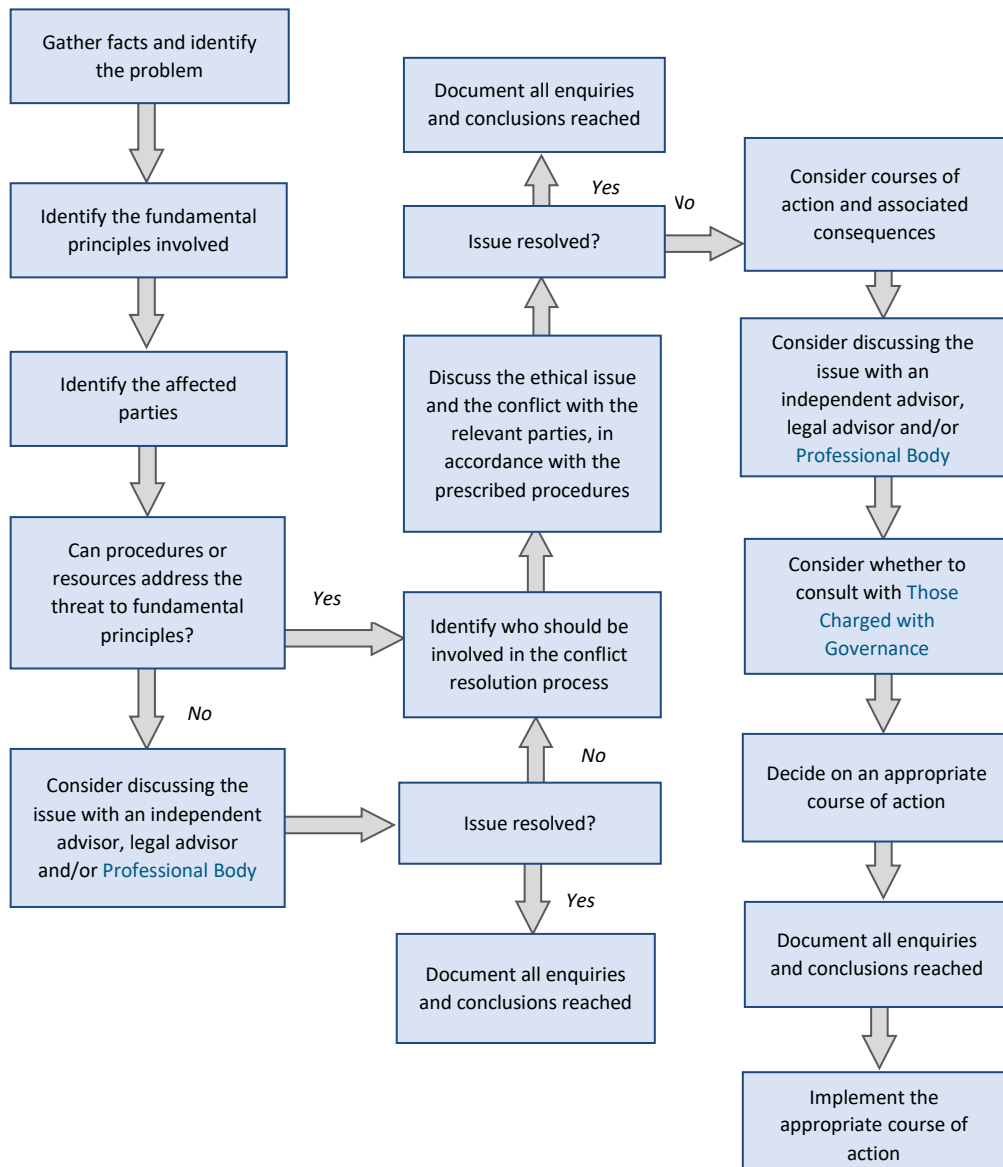 Gather facts and identify
the problem
Identify the fundamental
principles involved
Identify the affected
parties
Can procedures or
resources address the
threat to fundamental
principles?
Yes
No
Consider discussing the
issue with an independent
advisor, legal advisor
and/or Professional Body
Issue resolved?
No
Yes
Document all enquiries
and conclusions reached
Identify who should be
involved in the conflict
resolution process
Discuss the ethical issue
and the conflict with the
relevant parties, in
accordance with the
prescribed procedures
Issue resolved?
Yes
No
Document all enquiries
and conclusions reached
Consider courses of
action and associated
consequences
Consider discussing the
issue with an
independent advisor,
legal advisor and/or
Professional Body
Consider whether to
consult with Those
Charged with
Governance
Decide on an appropriate
course of action
Document all enquiries
and conclusions reached
Implement the
appropriate course of
action